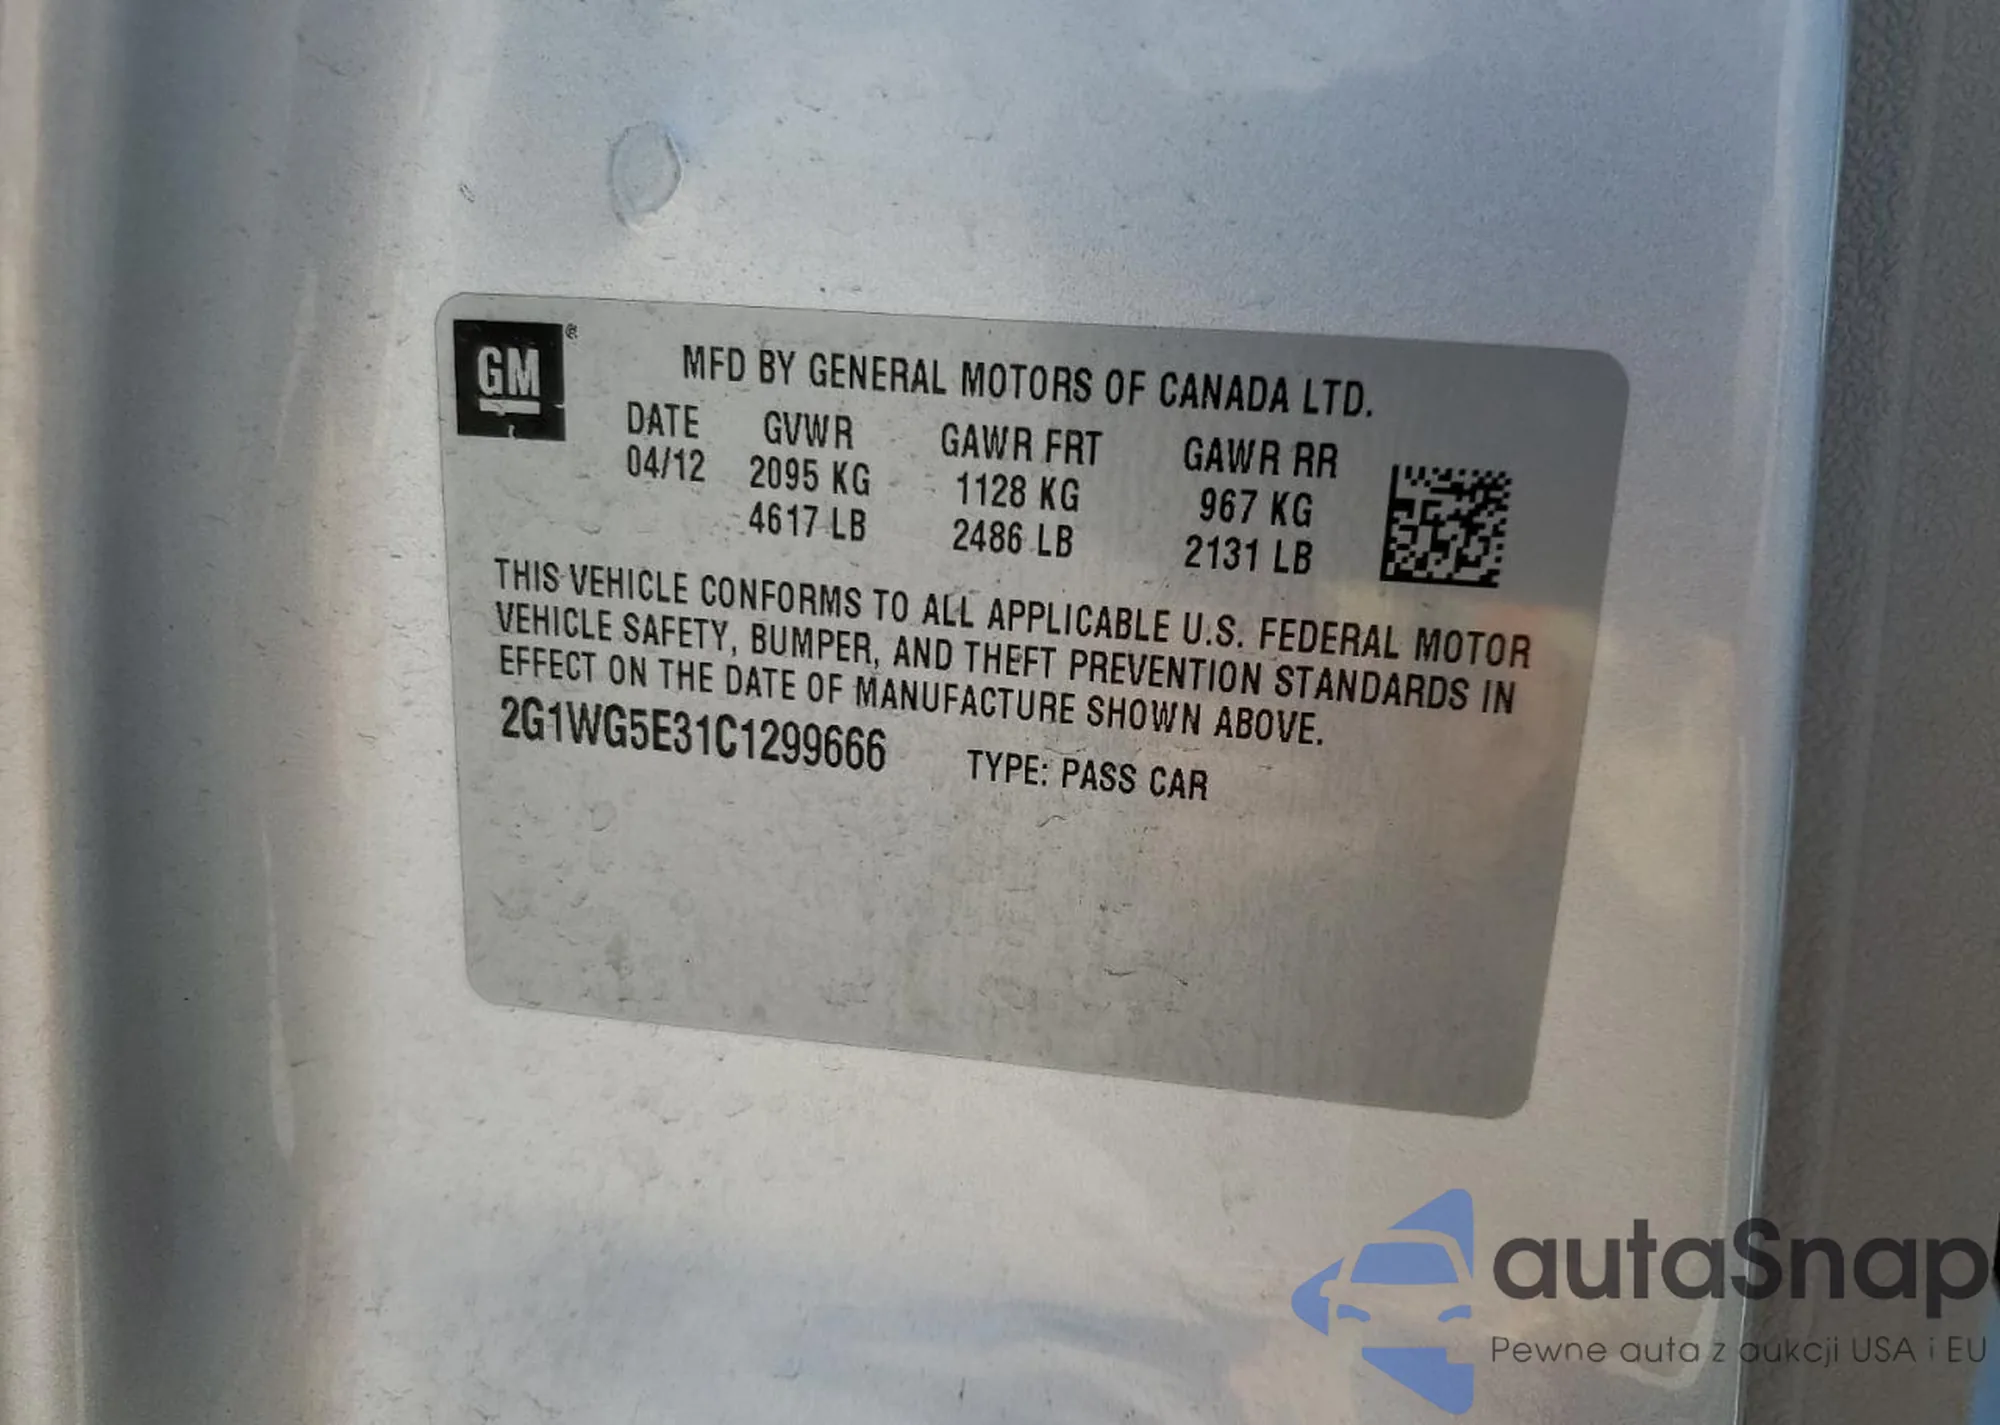 GM ®
MFD BY GENERAL MOTORS OF CANADA LTD.
DATE GVWR GAWR FRT GAWR RR
04/12 2095 KG 1128 KG 967 KG
4617 LB 2486 LB 2131 LB
THIS VEHICLE CONFORMS TO ALL APPLICABLE U.S. FEDERAL MOTOR
VEHICLE SAFETY, BUMPER, AND THEFT PREVENTION STANDARDS IN
EFFECT ON THE DATE OF MANUFACTURE SHOWN ABOVE.
2G1WG5E31C1299666 TYPE: PASS CAR
autaSnap
Pewne auta z aukcji USA i EU